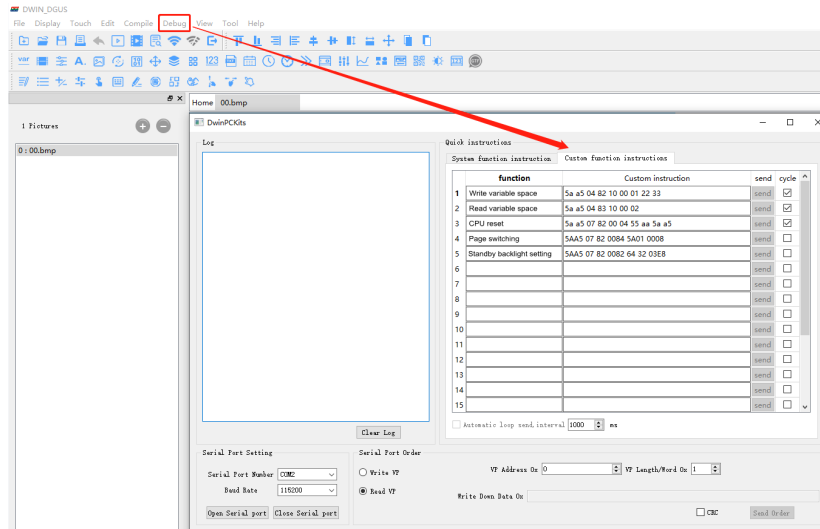 DWIN_DGUS
File Display Touch Edit Compile Debug View Tool Help
var A. 123
Home 00.bmp
1 Pictures
0 : 00.bmp
DwinPCKits
Log
Quick instructions
System function instruction Custom function instructions
function Custom instruction send cycle
1 Write variable space 5a a5 04 82 10 00 01 22 33 send
2 Read variable space 5a a5 04 83 10 00 02 send
3 CPU reset 5a a5 07 82 00 04 55 aa 5a a5 send
4 Page switching 5AA5 07 82 0084 5A01 0008 send
5 Standby backlight setting 5AA5 07 82 0082 64 32 03E8 send
6 send
7 send
8 send
9 send
10 send
11 send
12 send
13 send
14 send
15 send
Automatic loop send,interval 1000 ms
Clear Log
Serial Port Setting
Serial Port Number COM2
Baud Rate 115200
Open Serial port Close Serial port
Serial Port Order
Write VP
Read VP
VP Address 0x 0 VP Length/Word 0x 1
Write Down Data 0x
CRC Send Order